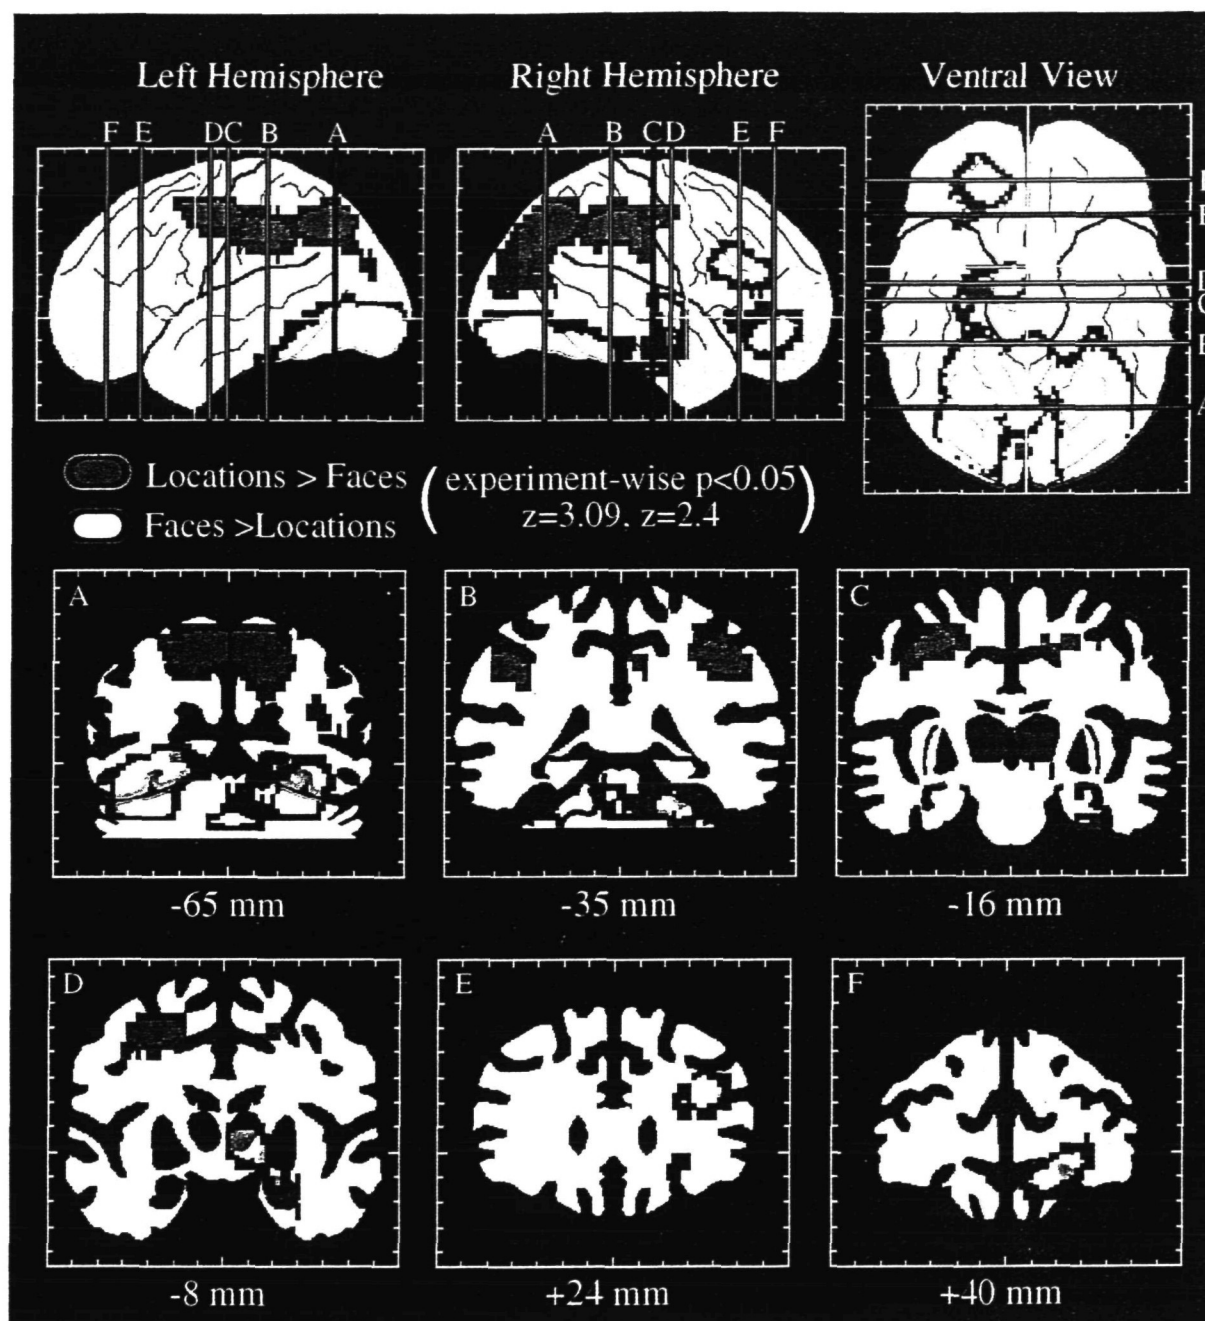 Left Hemisphere
Right Hemisphere
Ventral View
F E D C B A
A B C D E F
E
C
A
Locations > Faces
Faces >Locations
(experiment-wise p<0.05)
z=3.09, z=2.4
A
B
C
-65 mm
-35 mm
-16 mm
D
E
F
-8 mm
+24 mm
+40 mm